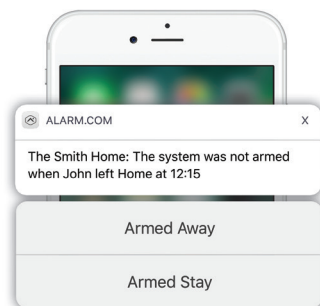 ALARM.COM X
The Smith Home: The system was not armed
when John left Home at 12:15
Armed Away
Armed Stay